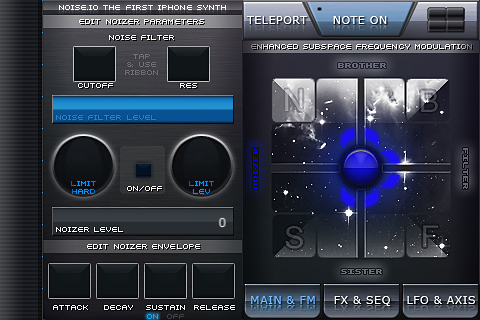 NOISE.IO THE FIRST IPHONE SYNTH
EDIT NOIZER PARAMETERS
NOISE FILTER
TAP
& USE
RIBBON
CUTOFF
RES
NOISE FILTER LEVEL
LIMIT
HARD
ON/OFF
LIMIT
LEV
0
NOIZER LEVEL
EDIT NOIZER ENVELOPE
ATTACK
DECAY
SUSTAIN
RELEASE
ON OFF
TELEPORT
NOTE ON
ENHANCED SUBSPACE FREQUENCY MODULATION
BROTHER
N
B
FILTER
S
F
SISTER
MAIN & FM
FX & SEQ
LFO & AXIS